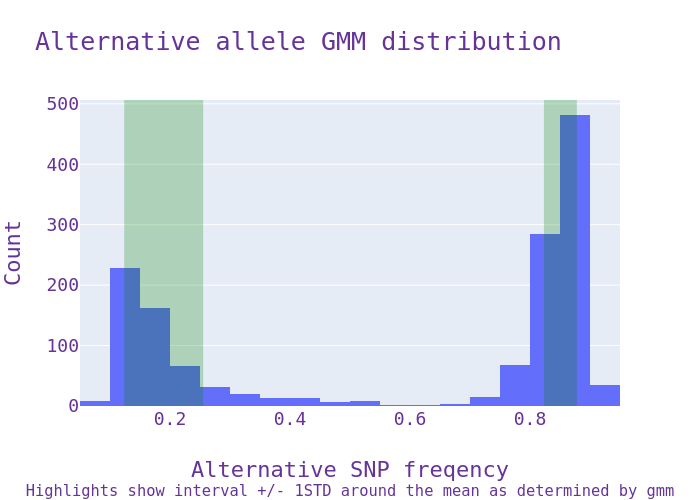 Alternative allele GMM distribution
Count
500
400
300
200
100
0
0.2 0.4 0.6 0.8
Alternative SNP freqency
Highlights show interval +/- 1STD around the mean as determined by gmm